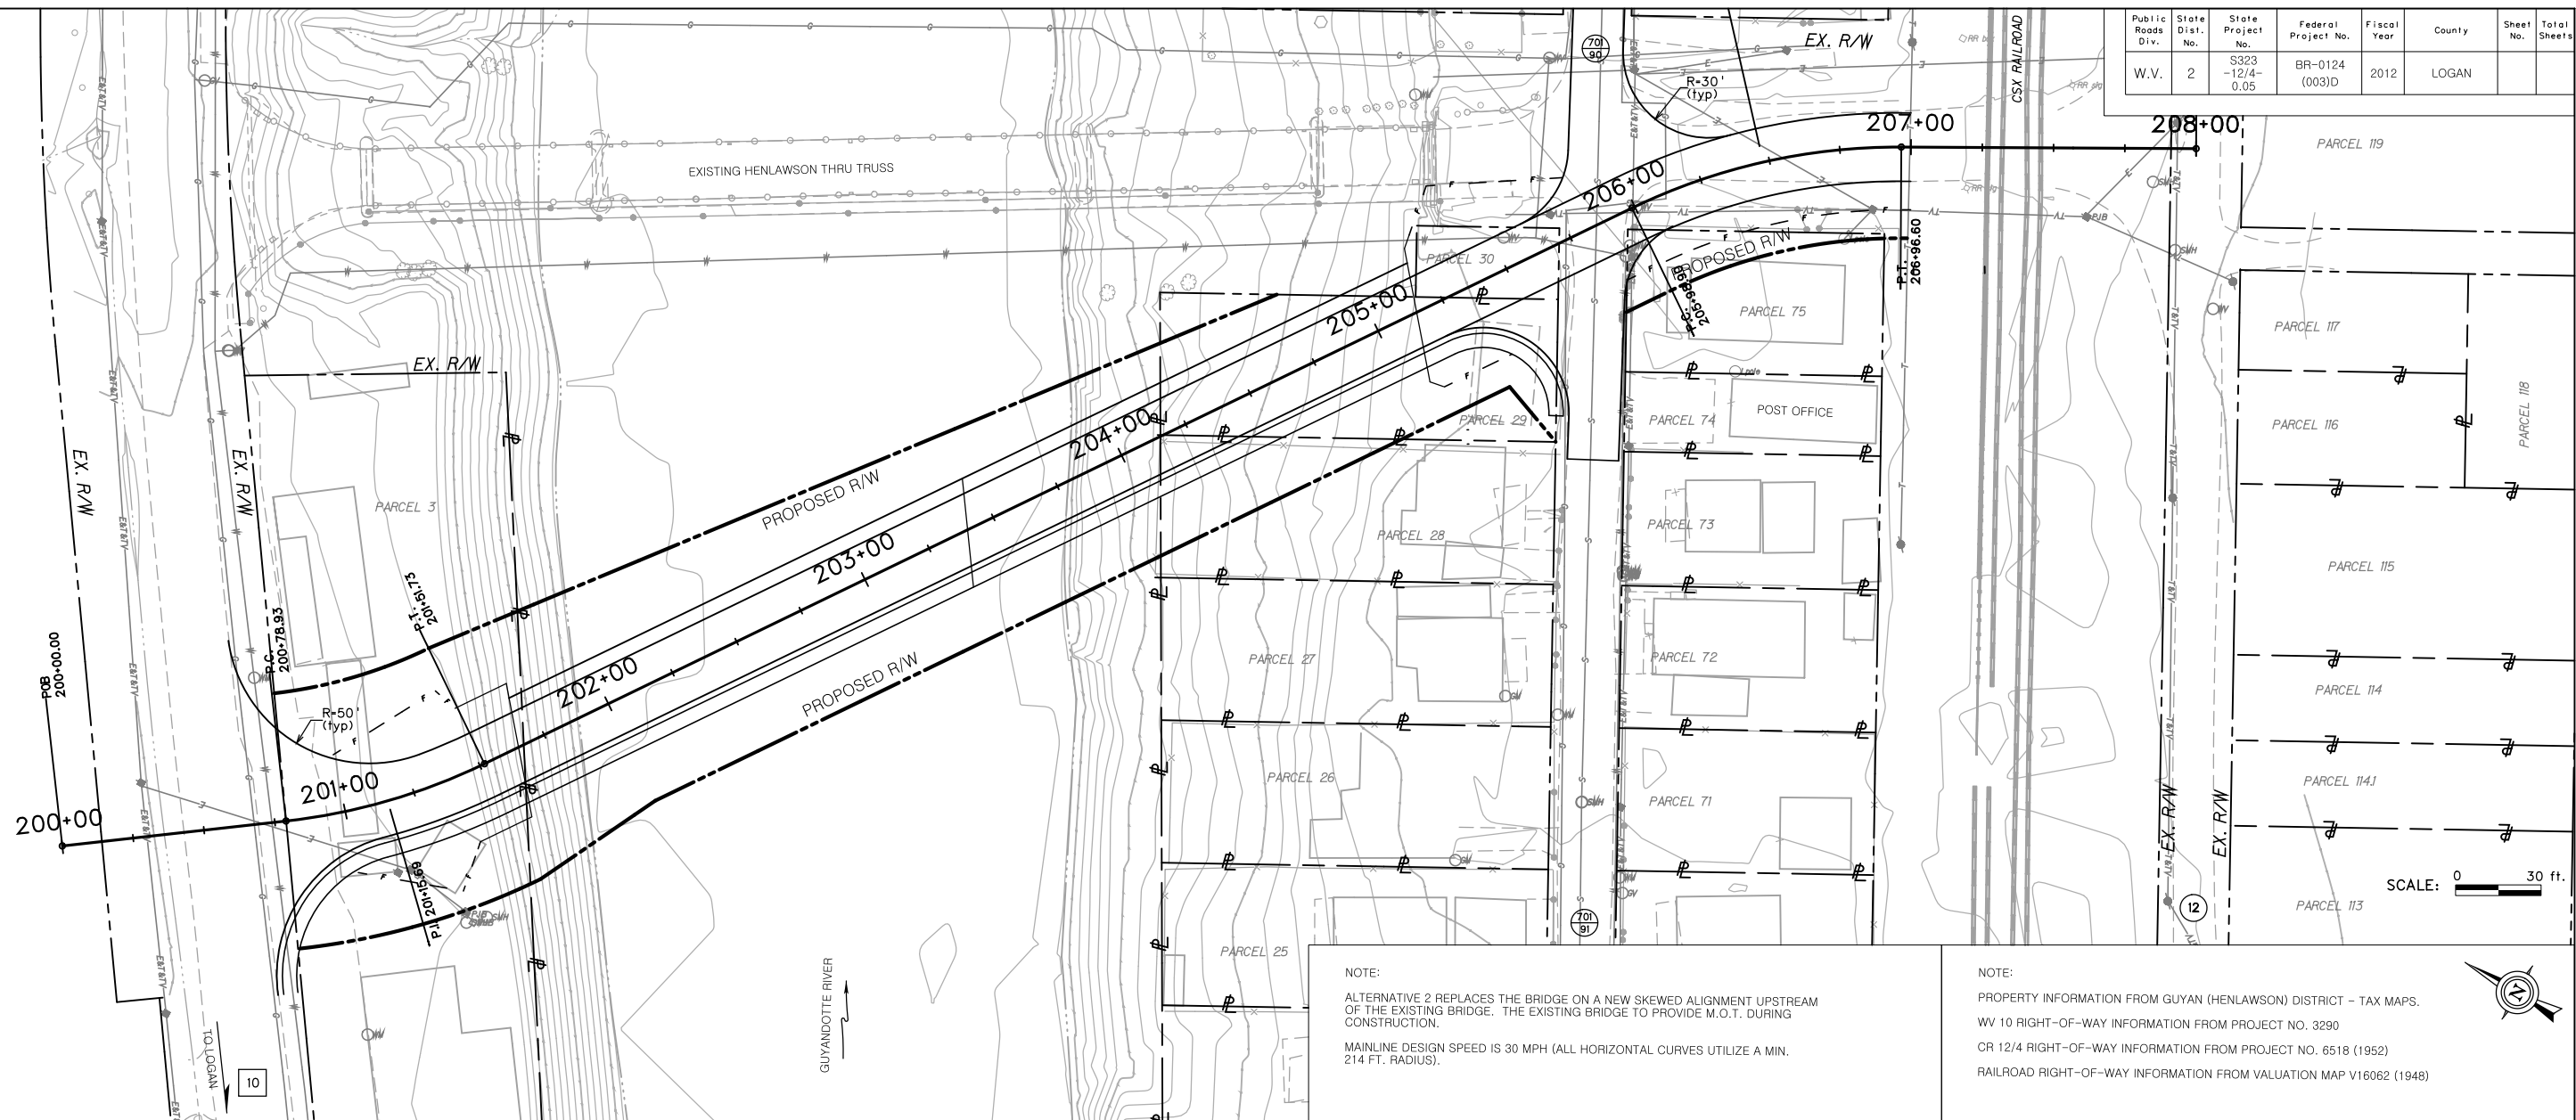 Public Roads Div.
State Dist. No.
State Project No.
Federal Project No.
Fiscal Year
County
Sheet No.
Total Sheets
W.V.
2
S323 -12/4- 0.05
BR-0124 (003)D
2012
LOGAN
EX. R/W
CSX RAILROAD
701
90
R=30'
(typ)
207+00
208+00
PARCEL 119
EXISTING HENLAWSON THRU TRUSS
206+00
PARCEL 30
PROPOSED R/W
P.C. 205+98.99
P.T. 206+96.60
PJB
SMH
PARCEL 75
205+00
PARCEL 117
EX. R/W
PARCEL 118
204+00
PARCEL 29
PARCEL 74
POST OFFICE
PARCEL 116
EX. R/W
EX. R/W
PARCEL 3
PROPOSED R/W
PARCEL 28
PARCEL 73
203+00
PARCEL 115
P.T. 201+51.73
P.C. 200+78.93
POB 200+00.00
202+00
PROPOSED R/W
PARCEL 27
PARCEL 72
PARCEL 114
R=50'
(typ)
201+00
200+00
PARCEL 26
PARCEL 71
SMH
PARCEL 114.1
EX. R/W
EX. R/W
P.I. 201+15.69
SCALE: 0 30 ft.
PARCEL 113
12
701
91
PARCEL 25
GUYANDOTTE RIVER
TO LOGAN
10
NOTE:
ALTERNATIVE 2 REPLACES THE BRIDGE ON A NEW SKEWED ALIGNMENT UPSTREAM
OF THE EXISTING BRIDGE. THE EXISTING BRIDGE TO PROVIDE M.O.T. DURING
CONSTRUCTION.
MAINLINE DESIGN SPEED IS 30 MPH (ALL HORIZONTAL CURVES UTILIZE A MIN.
214 FT. RADIUS).
NOTE:
PROPERTY INFORMATION FROM GUYAN (HENLAWSON) DISTRICT - TAX MAPS.
WV 10 RIGHT-OF-WAY INFORMATION FROM PROJECT NO. 3290
CR 12/4 RIGHT-OF-WAY INFORMATION FROM PROJECT NO. 6518 (1952)
RAILROAD RIGHT-OF-WAY INFORMATION FROM VALUATION MAP V16062 (1948)
N